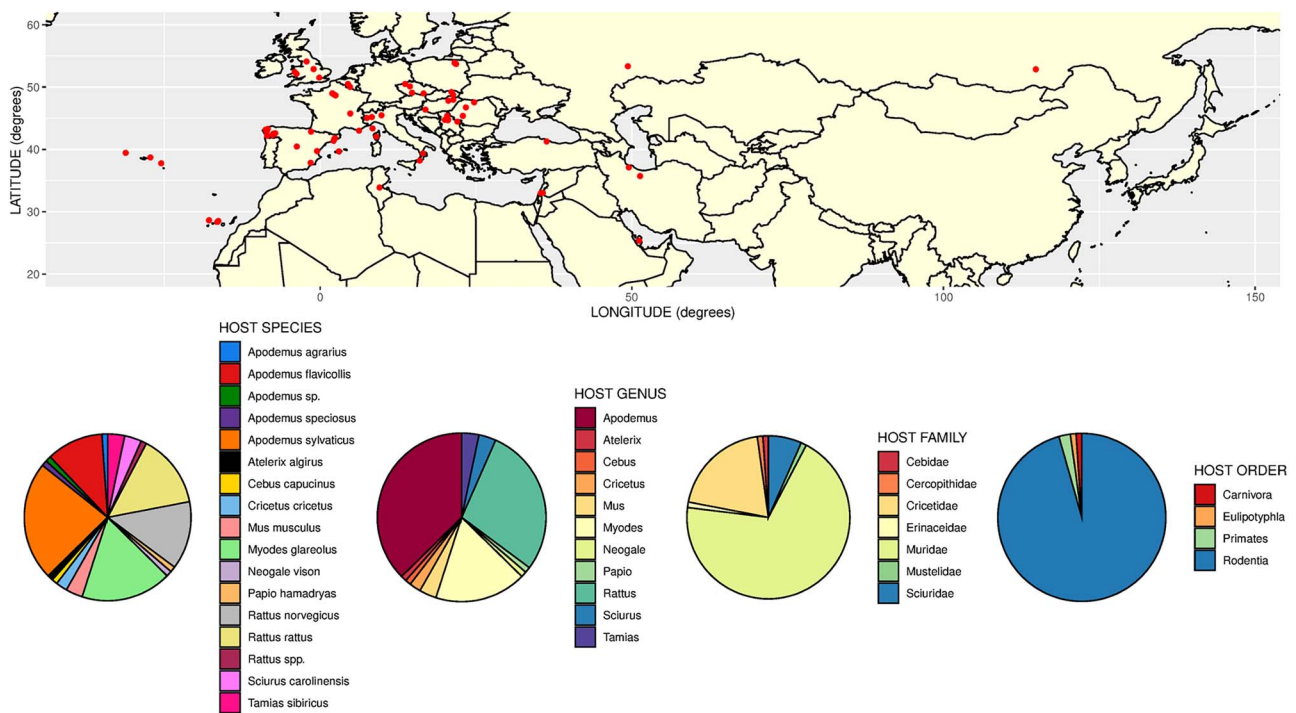 60
50
40
30
20
LATITUDE (degrees)
0
50
100
150
LONGITUDE (degrees)
HOST SPECIES
Apodemus agrarius
Apodemus flavicollis
Apodemus sp.
Apodemus speciosus
Apodemus sylvaticus
Atelerix algirus
Cebus capucinus
Cricetus cricetus
Mus musculus
Myodes glareolus
Neogale vison
Papio hamadryas
Rattus norvegicus
Rattus rattus
Rattus spp.
Sciurus carolinensis
Tamias sibiricus
HOST GENUS
Apodemus
Atelerix
Cebus
Cricetus
Mus
Myodes
Neogale
Papio
Rattus
Sciurus
Tamias
HOST FAMILY
Cebidae
Cercopithidae
Cricetidae
Erinaceidae
Muridae
Mustelidae
Sciuridae
HOST ORDER
Carnivora
Eulipotyphla
Primates
Rodentia